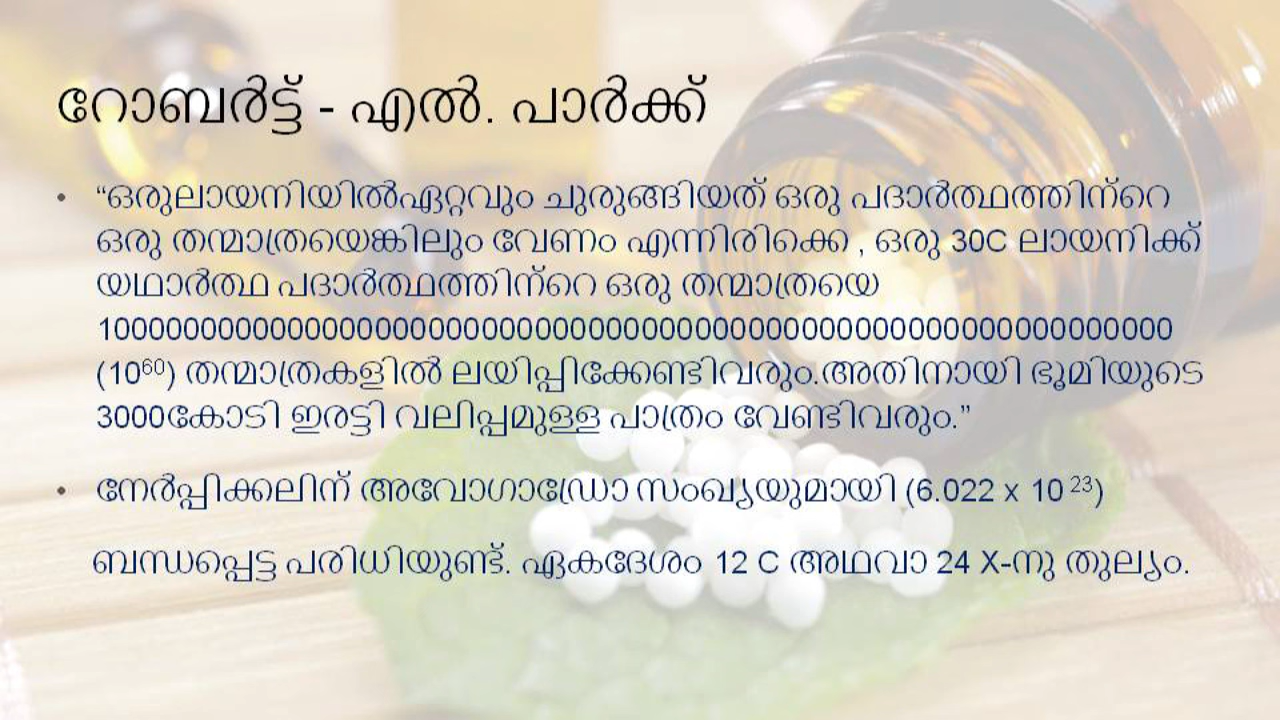 റോബർട്ട് - എൽ. പാർക്ക്
• “ഒരുലായനിയിൽഏറ്റവും ചുരുങ്ങിയത് ഒരു പദാർത്ഥത്തിന്റെ
ഒരു തന്മാത്രയെങ്കിലും വേണം എന്നിരിക്കെ , ഒരു 30C ലായനിക്ക്
യഥാർത്ഥ പദാർത്ഥത്തിന്റെ ഒരു തന്മാത്രയെ
1000000000000000000000000000000000000000000000000000000000000
(10⁶⁰) തന്മാത്രകളിൽ ലയിപ്പിക്കേണ്ടിവരും.അതിനായി ഭൂമിയുടെ
3000കോടി ഇരട്ടി വലിപ്പമുള്ള പാത്രം വേണ്ടിവരും.”
• നേർപ്പിക്കലിന് അവോഗാഡ്രോ സംഖ്യയുമായി (6.022 x 10 ²³)
ബന്ധപ്പെട്ട പരിധിയുണ്ട്. ഏകദേശം 12 C അഥവാ 24 X-നു തുല്യം.